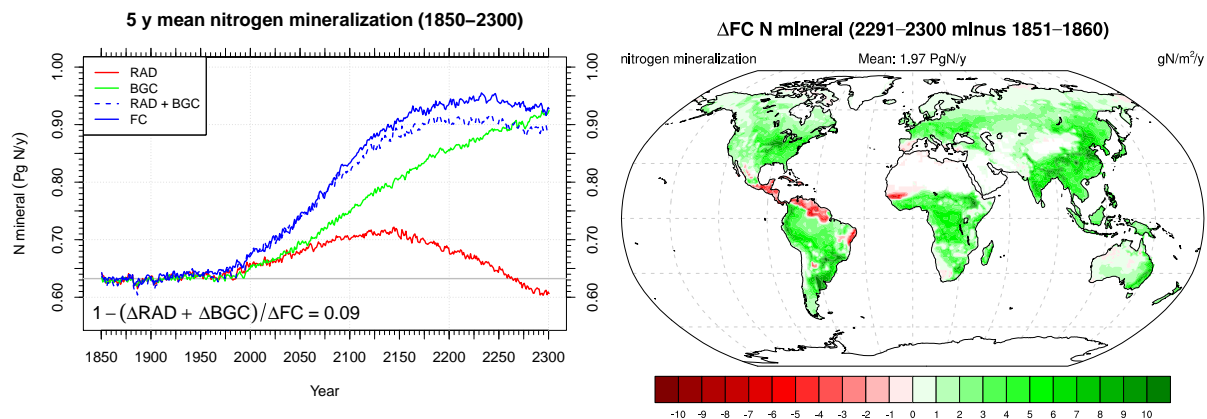 5 y mean nitrogen mineralization (1850−2300)
RAD
BGC
RAD + BGC
FC
N mineral (Pg N/y)
0.60 0.70 0.80 0.90 1.00
0.60 0.70 0.80 0.90 1.00
1 − (ΔRAD + ΔBGC)/ΔFC = 0.09
1850 1900 1950 2000 2050 2100 2150 2200 2250 2300
Year
ΔFC N mIneral (2291−2300 mInus 1851−1860)
nitrogen mineralization Mean: 1.97 PgN/y gN/m²/y
-10 -9 -8 -7 -6 -5 -4 -3 -2 -1 0 1 2 3 4 5 6 7 8 9 10